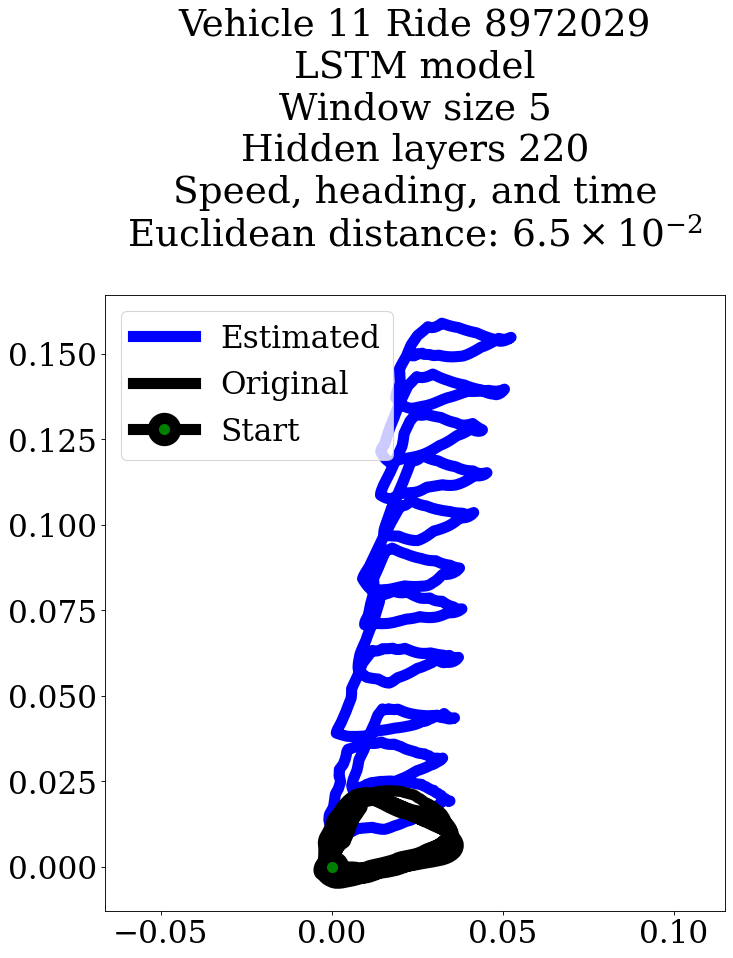 Vehicle 11 Ride 8972029
LSTM model
Window size 5
Hidden layers 220
Speed, heading, and time
Euclidean distance: 6.5 × 10⁻²
Estimated
Original
Start
0.150
0.125
0.100
0.075
0.050
0.025
0.000
−0.05 0.00 0.05 0.10